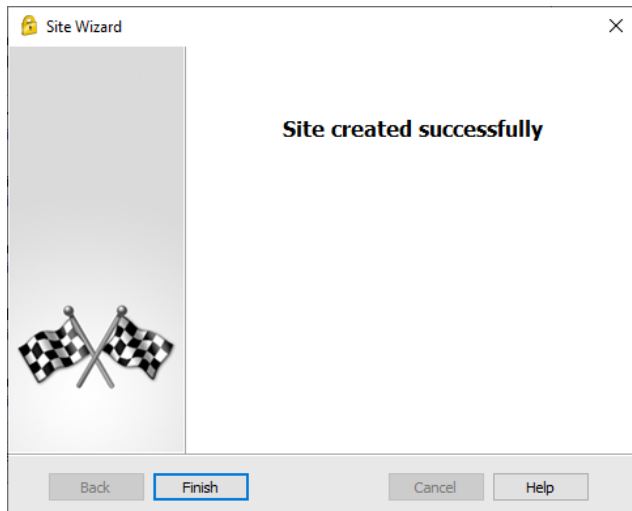 Site Wizard
Site created successfully
Back
Finish
Cancel
Help